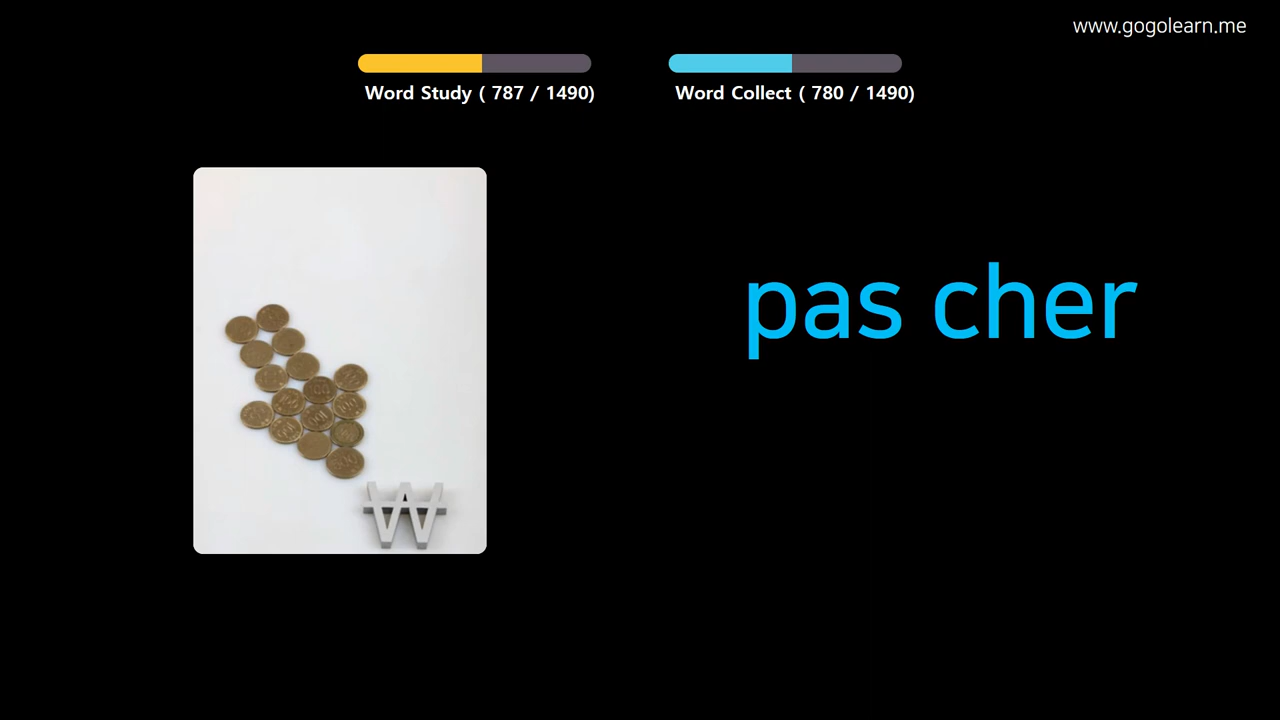 www.gogolearn.me
Word Study ( 787 / 1490)
Word Collect ( 780 / 1490)
pas cher
₩